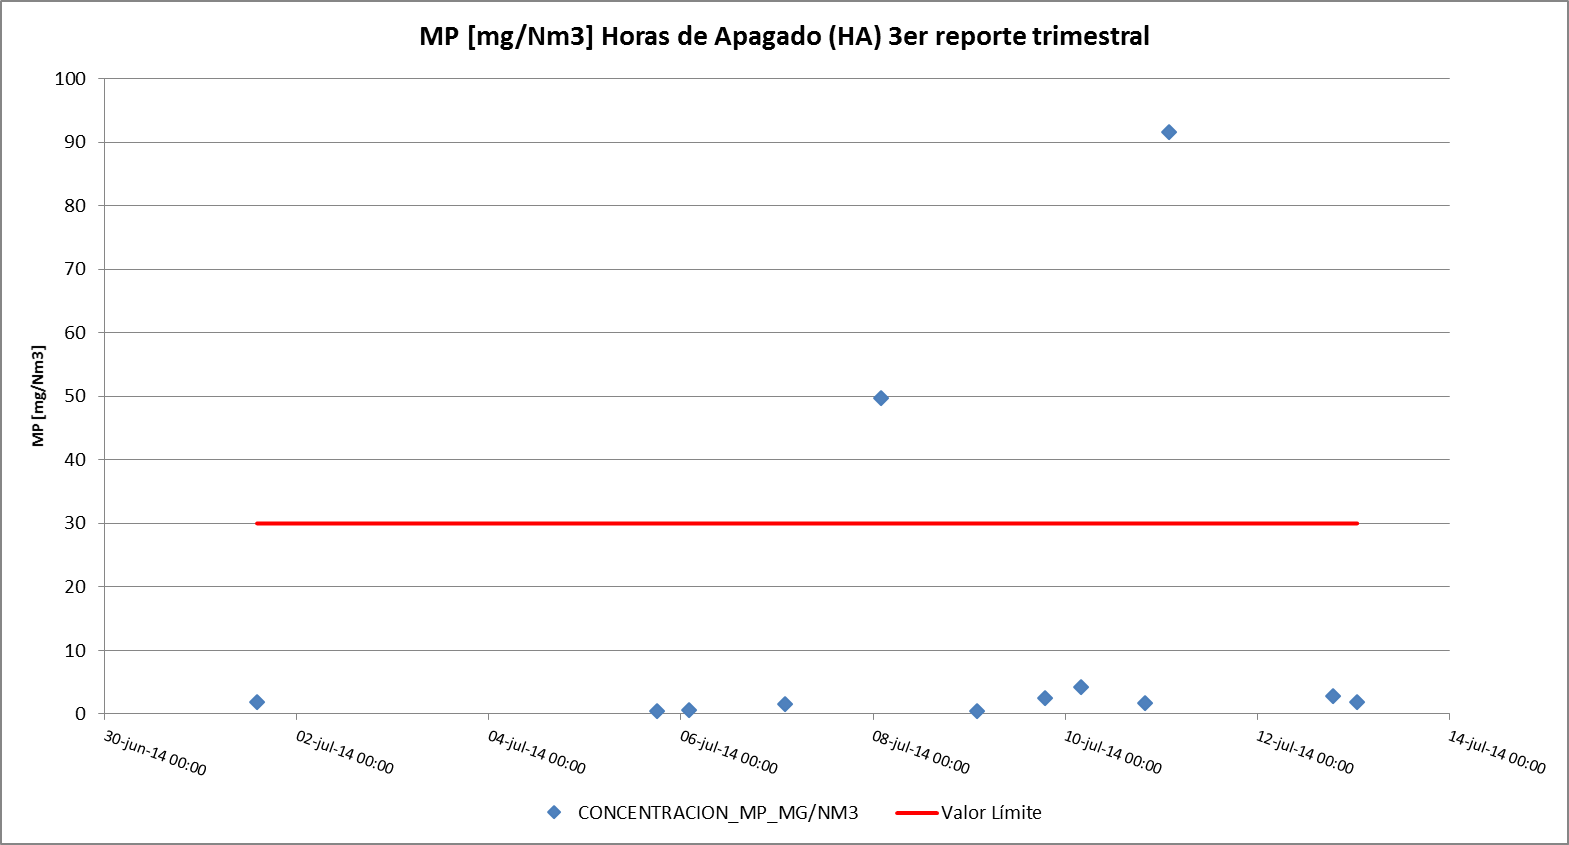 MP [mg/Nm3] Horas de Apagado (HA) 3er reporte trimestral
100
90
80
70
60
50
40
30
20
10
0
MP [mg/Nm3]
30-jun-14 00:00
02-jul-14 00:00
04-jul-14 00:00
06-jul-14 00:00
08-jul-14 00:00
10-jul-14 00:00
12-jul-14 00:00
14-jul-14 00:00
CONCENTRACION_MP_MG/NM3
Valor Límite